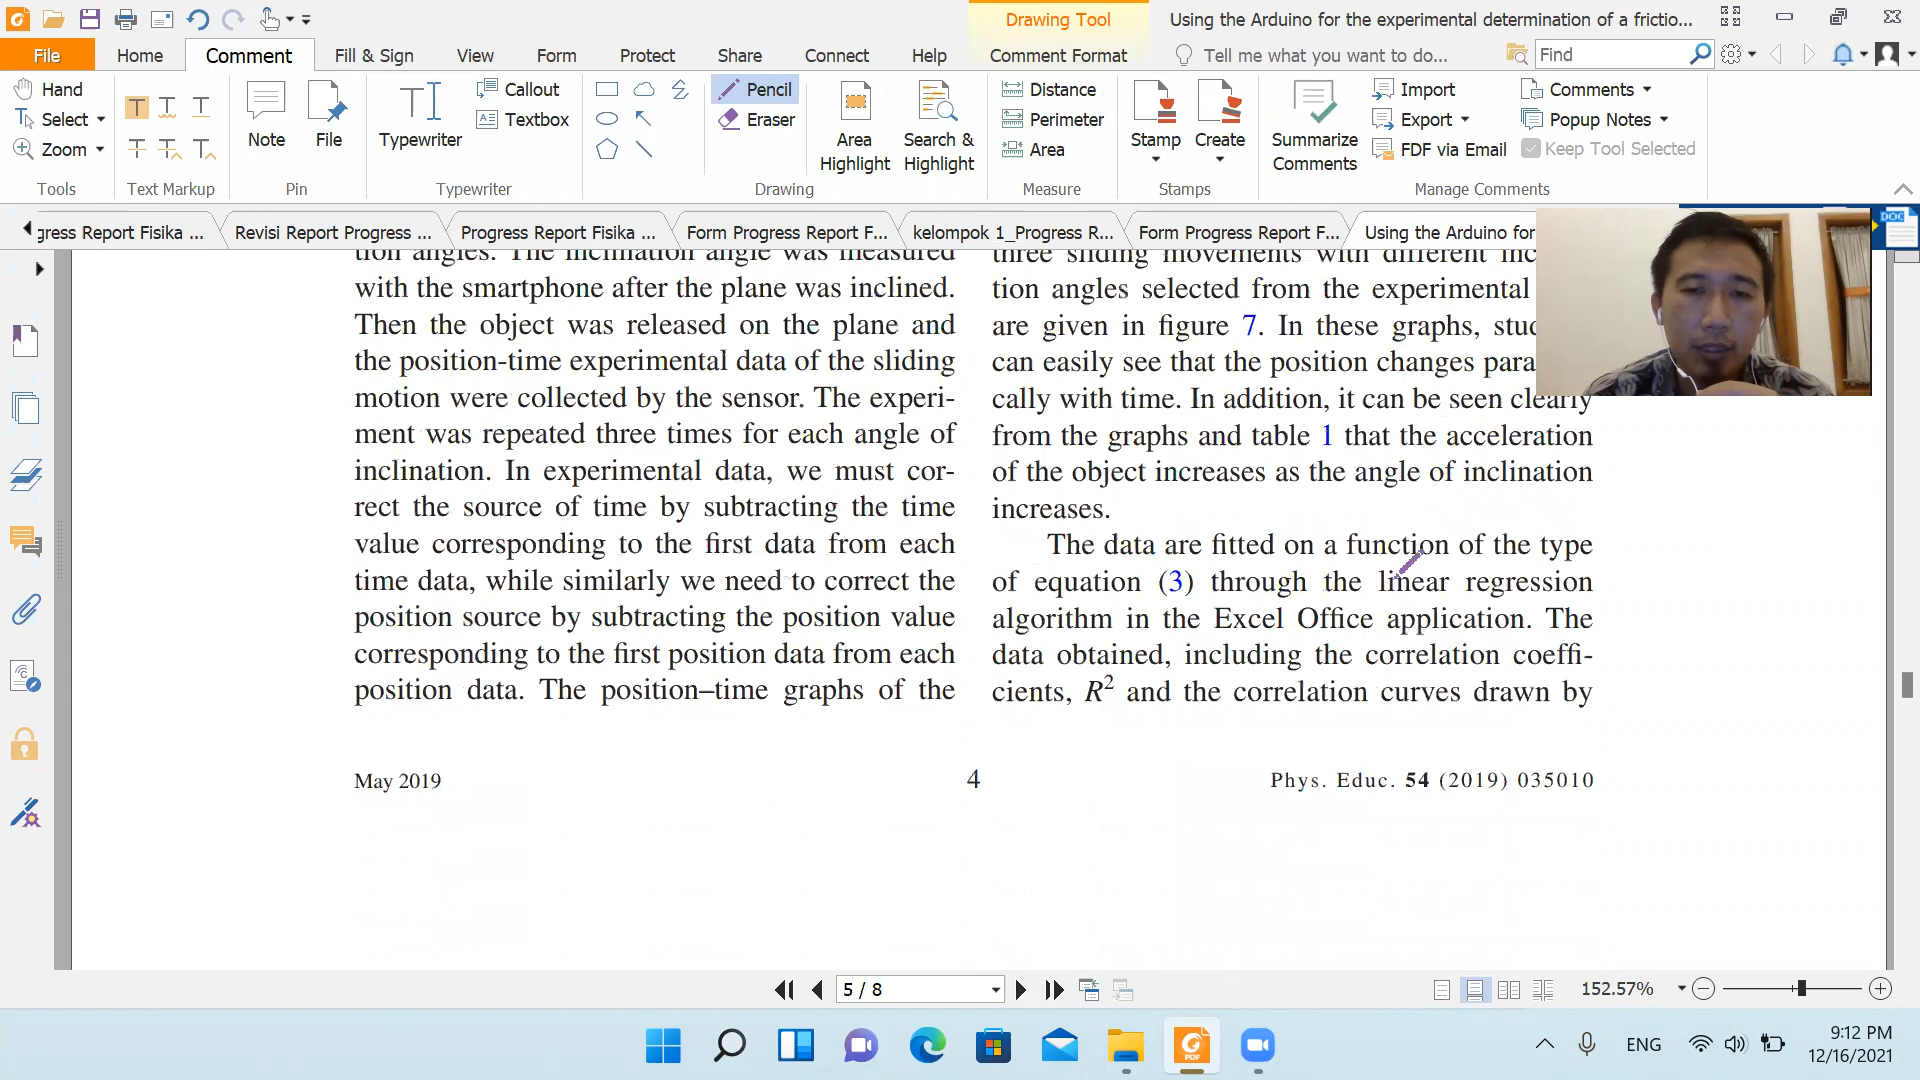 Drawing Tool
Using the Arduino for the experimental determination of a frictio...
File
Home
Comment
Fill & Sign
View
Form
Protect
Share
Connect
Help
Comment Format
Tell me what you want to do...
Find
Hand
Select
Zoom
Tools
Text Markup
Note
File
Pin
Typewriter
Callout
Textbox
Typewriter
Pencil
Eraser
Area Highlight
Search & Highlight
Drawing
Distance
Perimeter
Area
Measure
Stamp
Create
Stamps
Summarize Comments
Import
Export
FDF via Email
Comments
Popup Notes
Keep Tool Selected
Manage Comments
gress Report Fisika ...
Revisi Report Progress ...
Progress Report Fisika ...
Form Progress Report F...
kelompok 1_Progress R...
Form Progress Report F...
Using the Arduino for
DOC
tion angles. The inclination angle was measured
with the smartphone after the plane was inclined.
Then the object was released on the plane and
the position-time experimental data of the sliding
motion were collected by the sensor. The experi-
ment was repeated three times for each angle of
inclination. In experimental data, we must cor-
rect the source of time by subtracting the time
value corresponding to the first data from each
time data, while similarly we need to correct the
position source by subtracting the position value
corresponding to the first position data from each
position data. The position–time graphs of the
three sliding movements with different inc
tion angles selected from the experimental
are given in figure 7. In these graphs, stu
can easily see that the position changes para
cally with time. In addition, it can be seen clearly
from the graphs and table 1 that the acceleration
of the object increases as the angle of inclination
increases.
The data are fitted on a function of the type
of equation (3) through the linear regression
algorithm in the Excel Office application. The
data obtained, including the correlation coeffi-
cients, R² and the correlation curves drawn by
May 2019
4
Phys. Educ. 54 (2019) 035010
5 / 8
152.57%
PDF
ENG
9:12 PM
12/16/2021